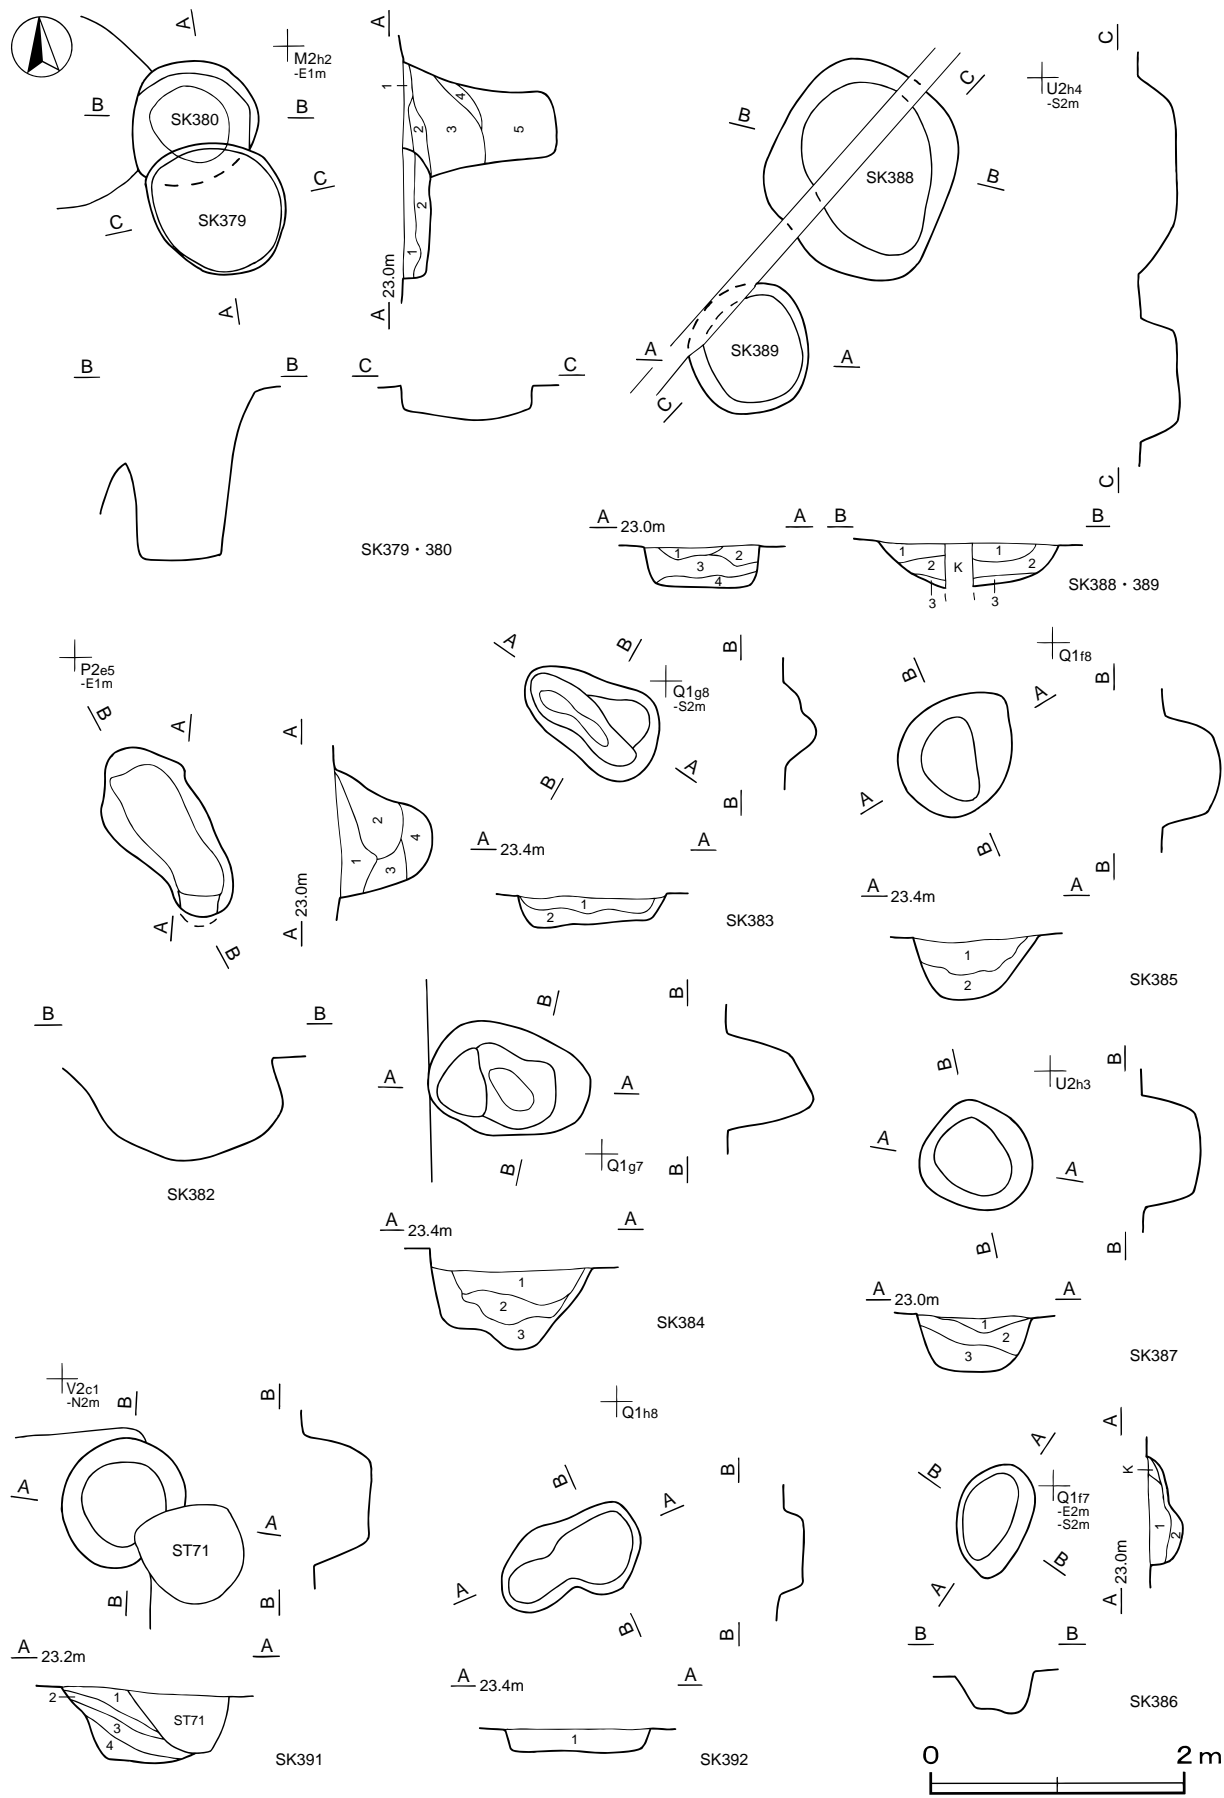 A
M2h2
-E1m
A
B
SK380
B
C
SK379
C
A
1
4
2
3
5
2
1
A 23.0m
B
B
C
C
SK379・380
C
U2h4
-S2m
C
B
SK388
B
A
SK389
A
C
C
A 23.0m
A
1
2
3
4
B
B
1
1
2
K
2
3
3
SK388・389
P2e5
-E1m
B
A
A
B
A
2
4
1
3
A 23.0m
B
B
SK382
A
B
Q1g8
-S2m
B
A
B
B
A 23.4m
A
1
2
SK383
Q1f8
B
A
A
B
B
B
A 23.4m
A
1
2
SK385
B
A
A
B
Q1g7
B
B
A 23.4m
A
1
2
3
SK384
B
U2h3
A
A
B
B
B
A 23.0m
A
1
2
3
SK387
V2c1
-N2m
B
A
A
ST71
B
B
B
A 23.2m
A
2
1
3
4
ST71
SK391
Q1h8
B
A
A
B
B
B
A 23.4m
A
1
SK392
A
B
Q1f7
-E2m
-S2m
B
A
A
K
1
2
A 23.0m
B
B
SK386
0
2 m